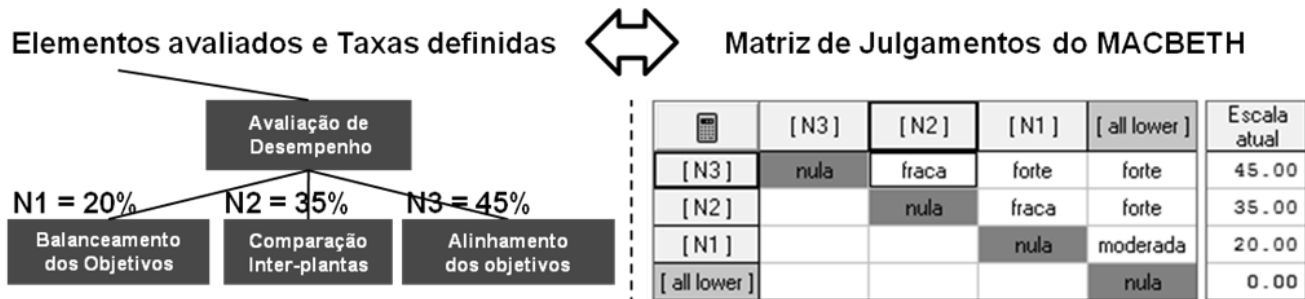 Elementos avaliados e Taxas definidas
Avaliação de
Desempenho
N1 = 20%
N2 = 35%
N3 = 45%
Balanceamento
dos Objetivos
Comparação
Inter-plantas
Alinhamento
dos objetivos
Matriz de Julgamentos do MACBETH
[ N3 ] [ N2 ] [ N1 ] [ all lower ] Escala
atual
[ N3 ] nula fraca forte forte 45.00
[ N2 ] nula fraca forte 35.00
[ N1 ] nula moderada 20.00
[ all lower ] nula 0.00